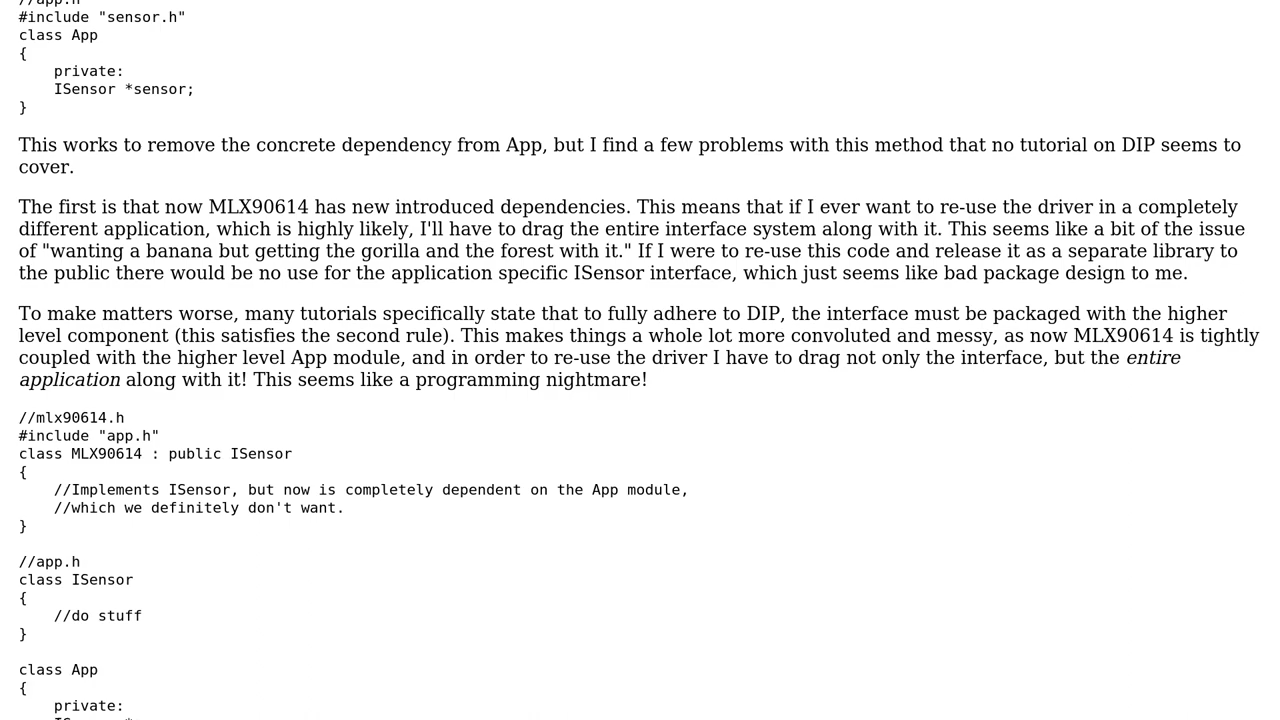 //app.h
#include "sensor.h"
class App
{
    private:
    ISensor *sensor;
}
This works to remove the concrete dependency from App, but I find a few problems with this method that no tutorial on DIP seems to
cover.
The first is that now MLX90614 has new introduced dependencies. This means that if I ever want to re-use the driver in a completely
different application, which is highly likely, I'll have to drag the entire interface system along with it. This seems like a bit of the issue
of "wanting a banana but getting the gorilla and the forest with it." If I were to re-use this code and release it as a separate library to
the public there would be no use for the application specific ISensor interface, which just seems like bad package design to me.
To make matters worse, many tutorials specifically state that to fully adhere to DIP, the interface must be packaged with the higher
level component (this satisfies the second rule). This makes things a whole lot more convoluted and messy, as now MLX90614 is tightly
coupled with the higher level App module, and in order to re-use the driver I have to drag not only the interface, but the entire
application along with it! This seems like a programming nightmare!
//mlx90614.h
#include "app.h"
class MLX90614 : public ISensor
{
    //Implements ISensor, but now is completely dependent on the App module,
    //which we definitely don't want.
}
//app.h
class ISensor
{
    //do stuff
}
class App
{
    private: